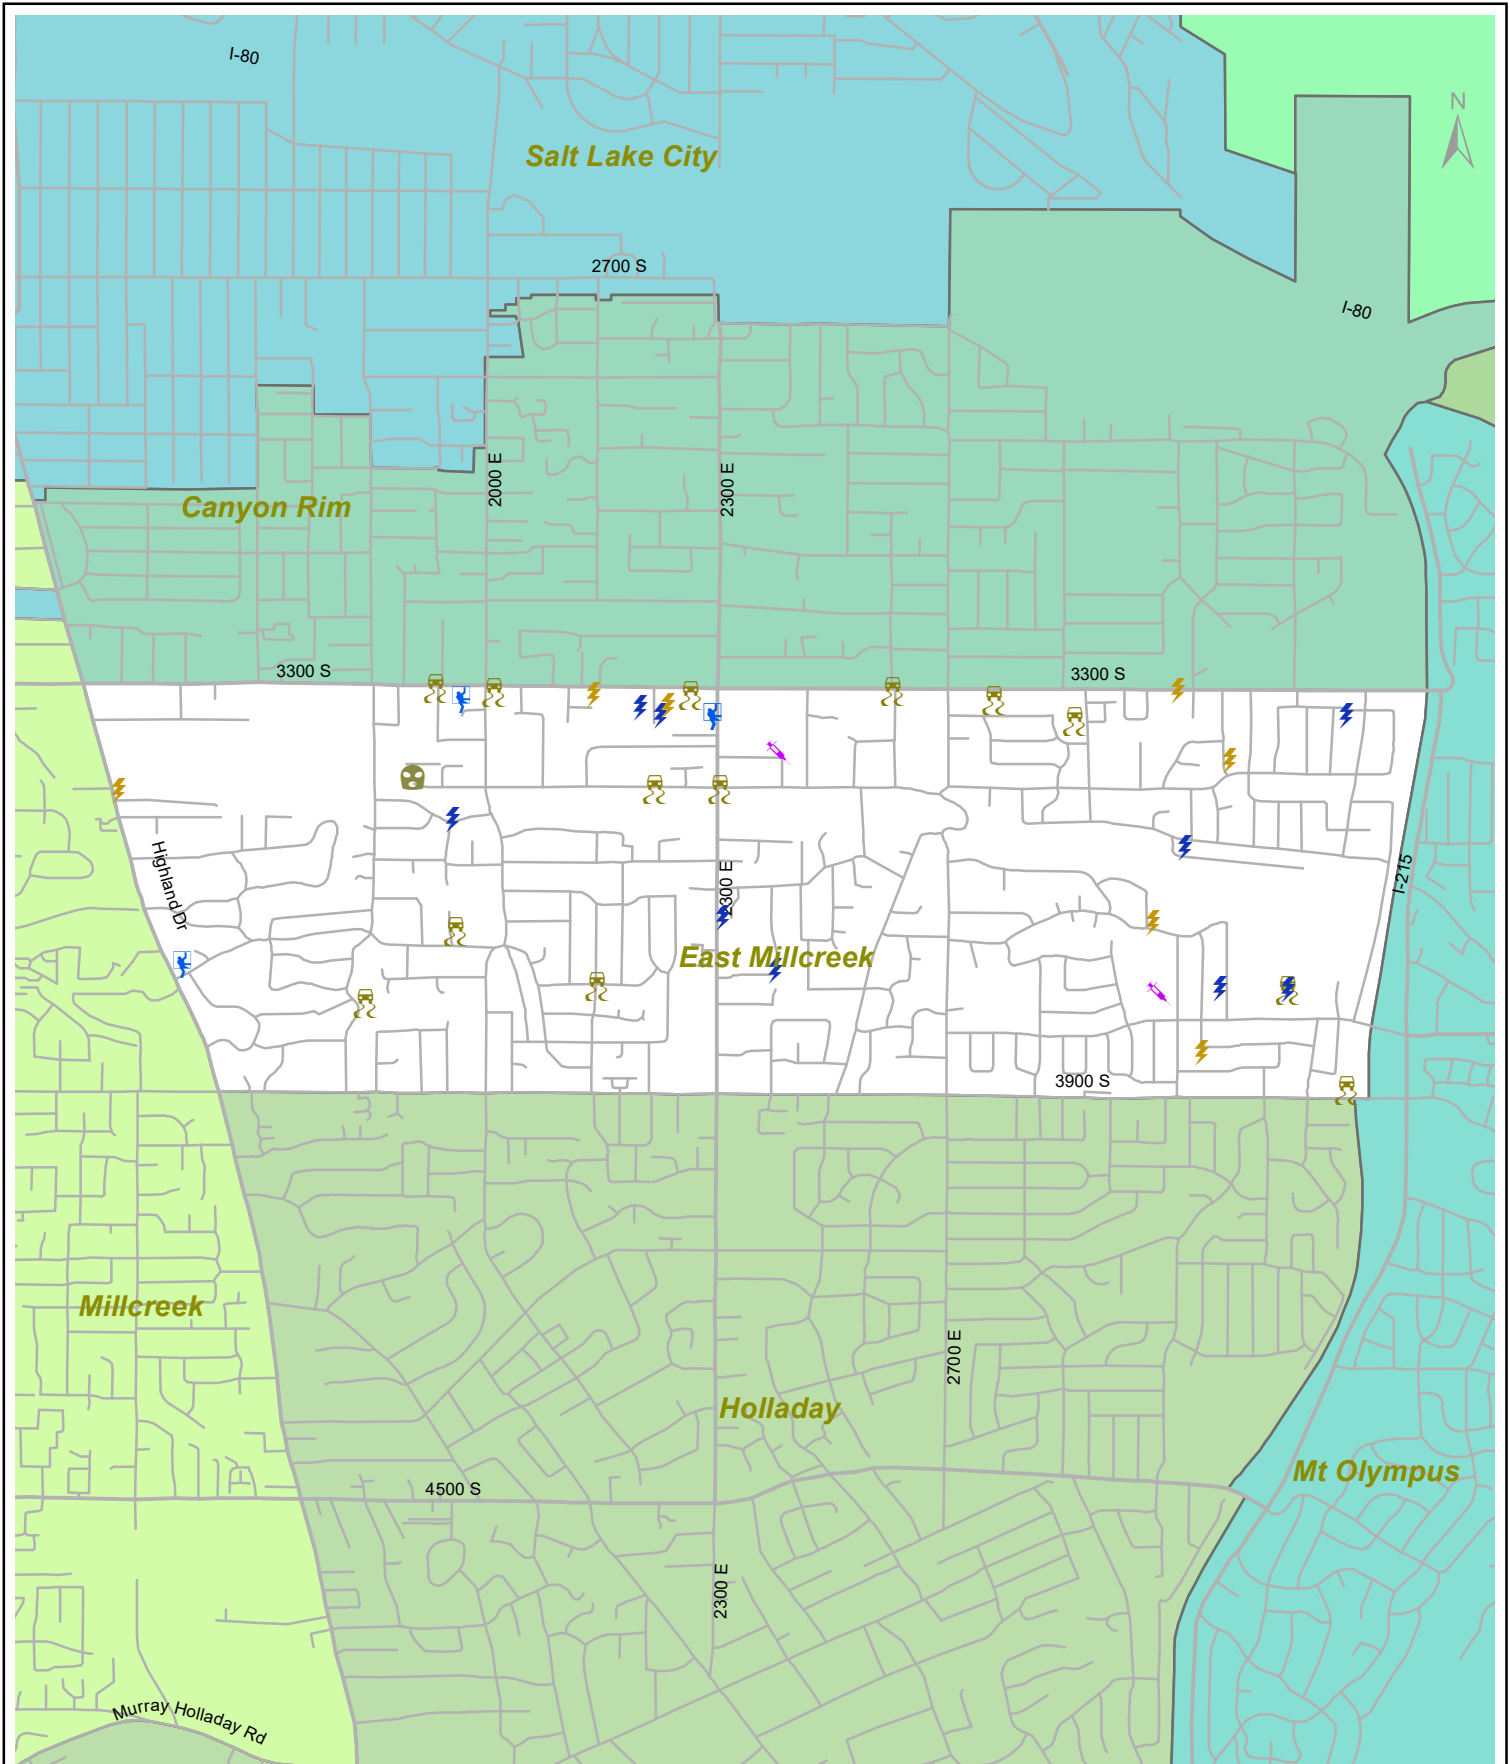 I-80
N
Salt Lake City
2700 S
I-80
2000 E
2300 E
Canyon Rim
3300 S
3300 S
Highland Dr
2300 E
I-215
East Millcreek
3900 S
Millcreek
2700 E
Holladay
Mt Olympus
4500 S
2300 E
Murray Holladay Rd